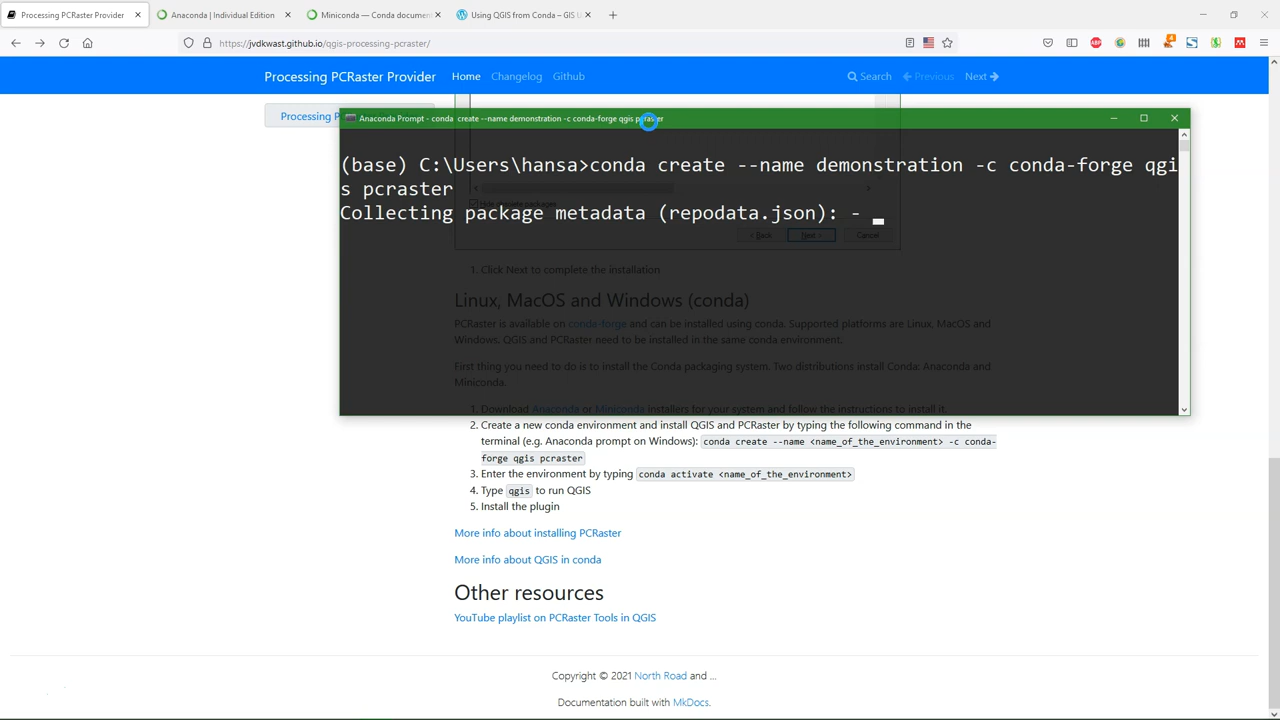 Processing PCRaster Provider
Anaconda | Individual Edition
Miniconda — Conda document
Using QGIS from Conda – GIS U
https://jvdkwast.github.io/qgis-processing-pcraster/
Processing PCRaster Provider Home Changelog Github Search Previous Next
Processing P
Anaconda Prompt - conda create --name demonstration -c conda-forge qgis pcraster
(base) C:\Users\hansa>conda create --name demonstration -c conda-forge qgi
s pcraster
Collecting package metadata (repodata.json): -
Hide obsolete packages
< Back Next > Cancel
1. Click Next to complete the installation
Linux, MacOS and Windows (conda)
PCRaster is available on conda-forge and can be installed using conda. Supported platforms are Linux, MacOS and
Windows. QGIS and PCRaster need to be installed in the same conda environment.
First thing you need to do is to install the Conda packaging system. Two distributions install Conda: Anaconda and
Miniconda.
1. Download Anaconda or Miniconda installers for your system and follow the instructions to install it.
2. Create a new conda environment and install QGIS and PCRaster by typing the following command in the
terminal (e.g. Anaconda prompt on Windows): conda create --name <name_of_the_environment> -c conda-
forge qgis pcraster
3. Enter the environment by typing conda activate <name_of_the_environment>
4. Type qgis to run QGIS
5. Install the plugin
More info about installing PCRaster
More info about QGIS in conda
Other resources
YouTube playlist on PCRaster Tools in QGIS
Copyright © 2021 North Road and ...
Documentation built with MkDocs.